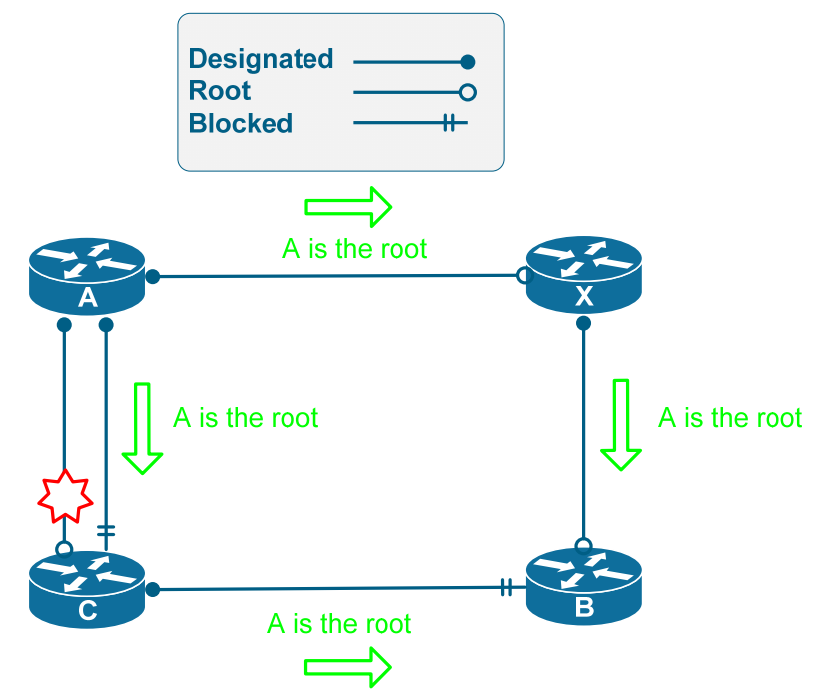 Designated
Root
Blocked
A is the root
A
X
A is the root
A is the root
C
B
A is the root